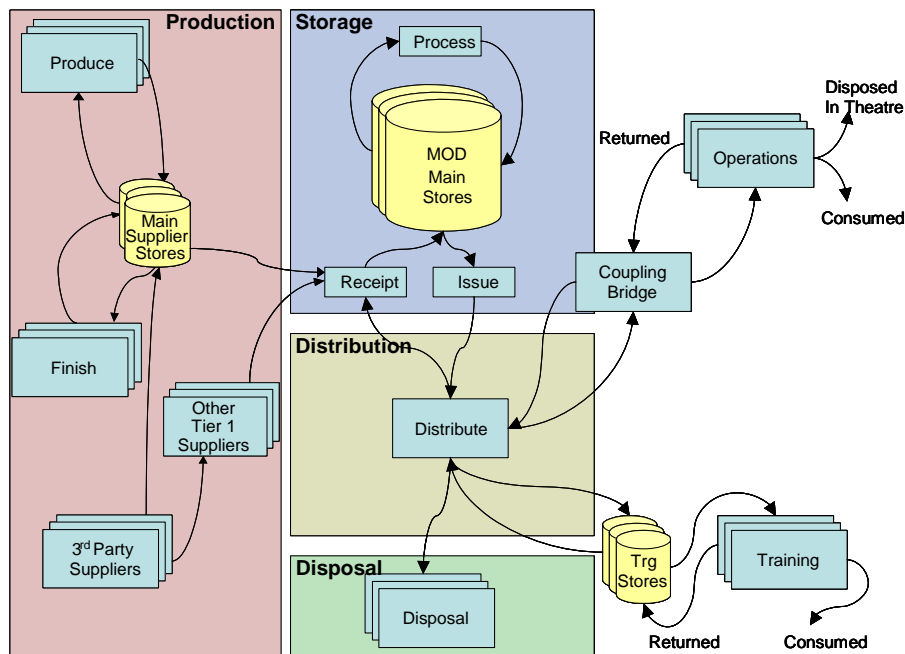 Production
Produce
Main
Supplier
Stores
Finish
Other
Tier 1
Suppliers
3rd Party
Suppliers
Storage
Process
MOD
Main
Stores
Receipt
Issue
Distribution
Distribute
Disposal
Disposal
Returned
Operations
Disposed
In Theatre
Consumed
Coupling
Bridge
Trg
Stores
Training
Returned
Consumed